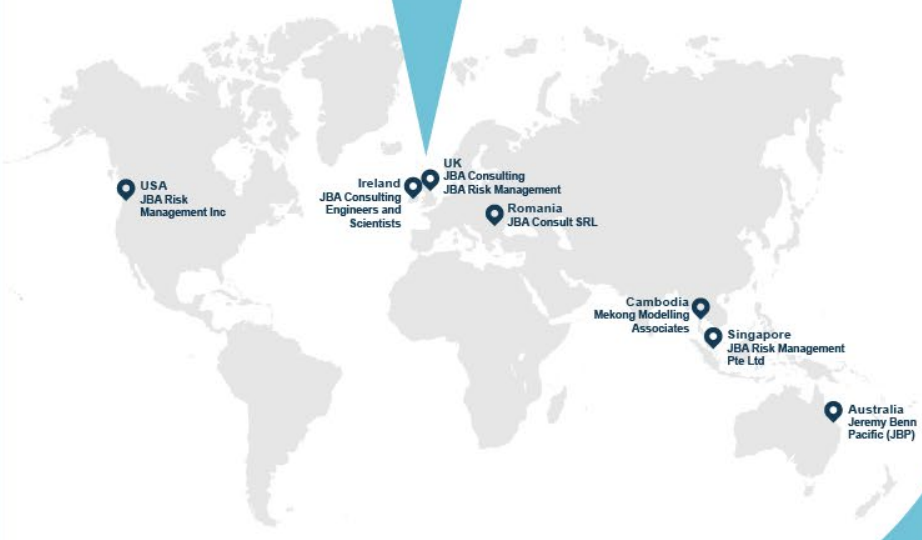 UK
JBA Consulting
JBA Risk Management
USA
JBA Risk
Management Inc
Ireland
JBA Consulting
Engineers and
Scientists
Romania
JBA Consult SRL
Cambodia
Mekong Modelling
Associates
Singapore
JBA Risk Management
Pte Ltd
Australia
Jeremy Benn
Pacific (JBP)